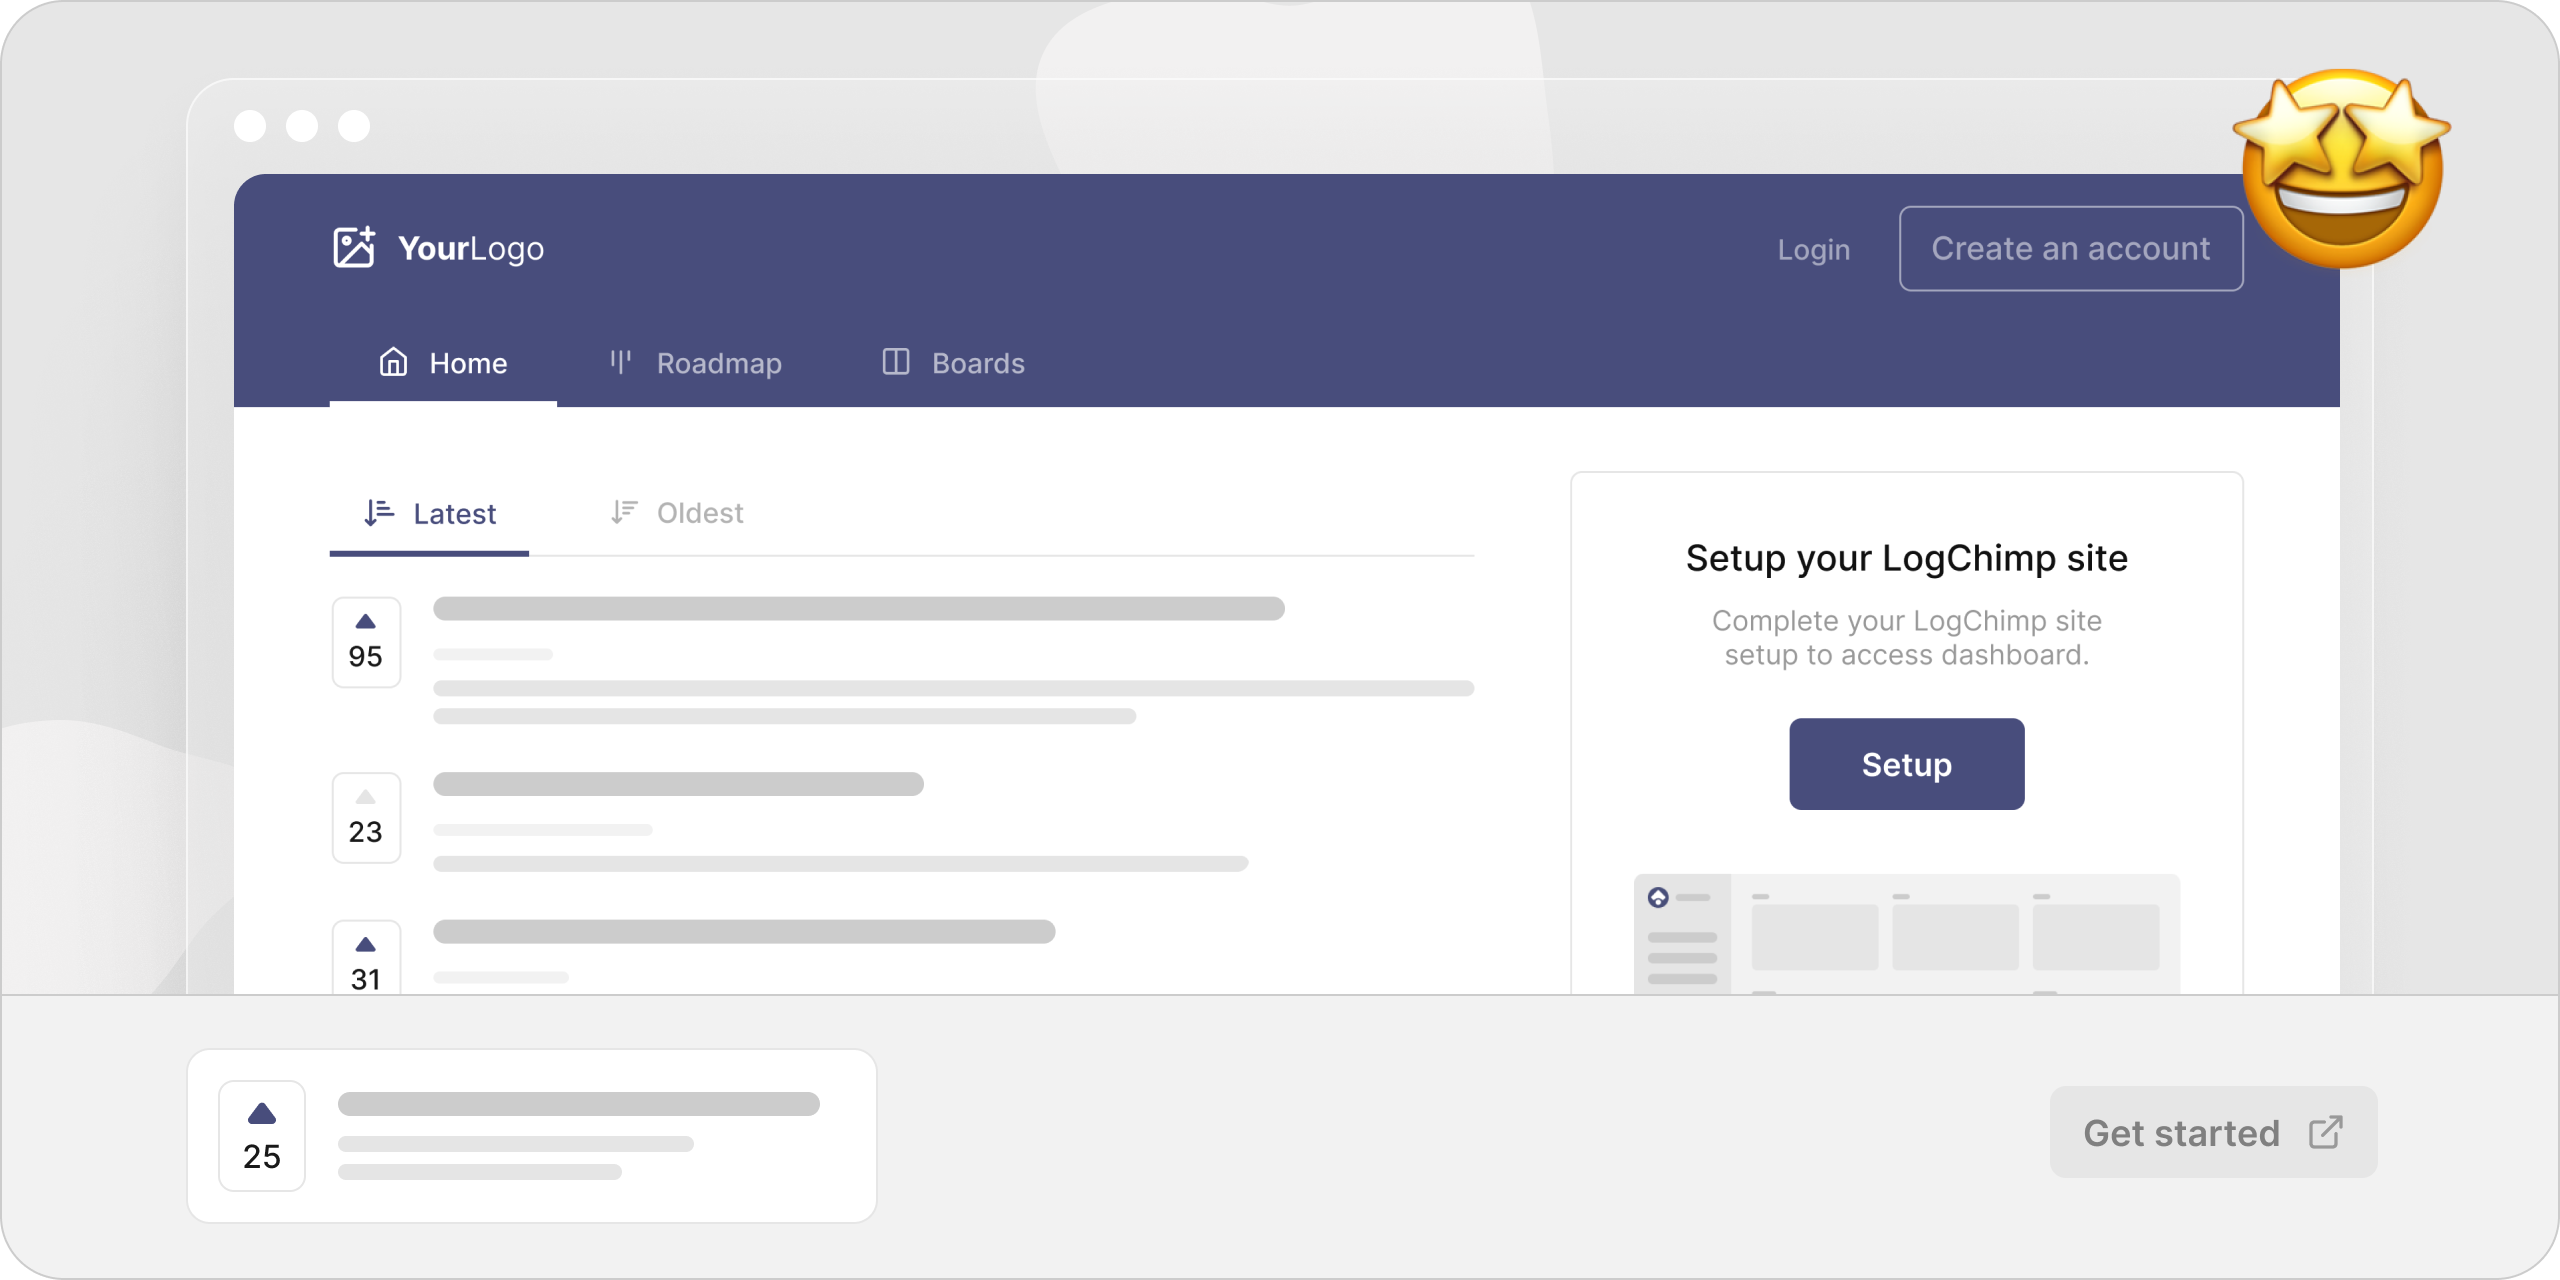 YourLogo
Login
Create an account
Home
Roadmap
Boards
Latest
Oldest
95
23
31
Setup your LogChimp site
Complete your LogChimp site
setup to access dashboard.
Setup
25
Get started